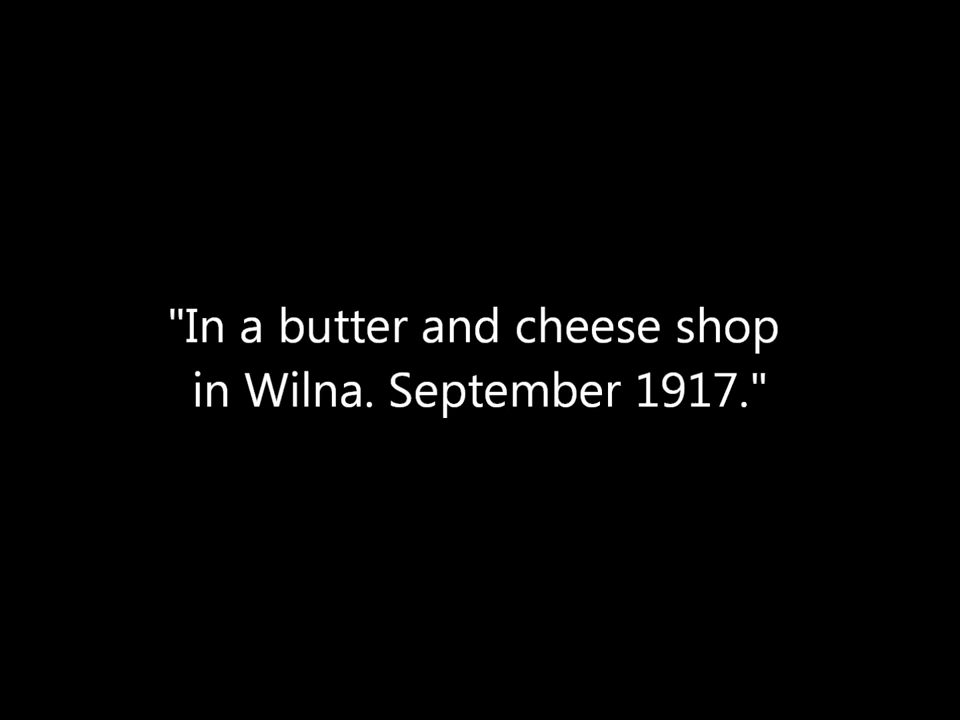 "In a butter and cheese shop
in Wilna. September 1917."